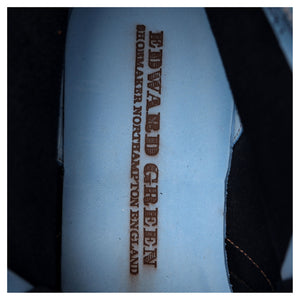 EDWARD GREEN
SHOEMAKER NORTHAMPTON ENGLAND